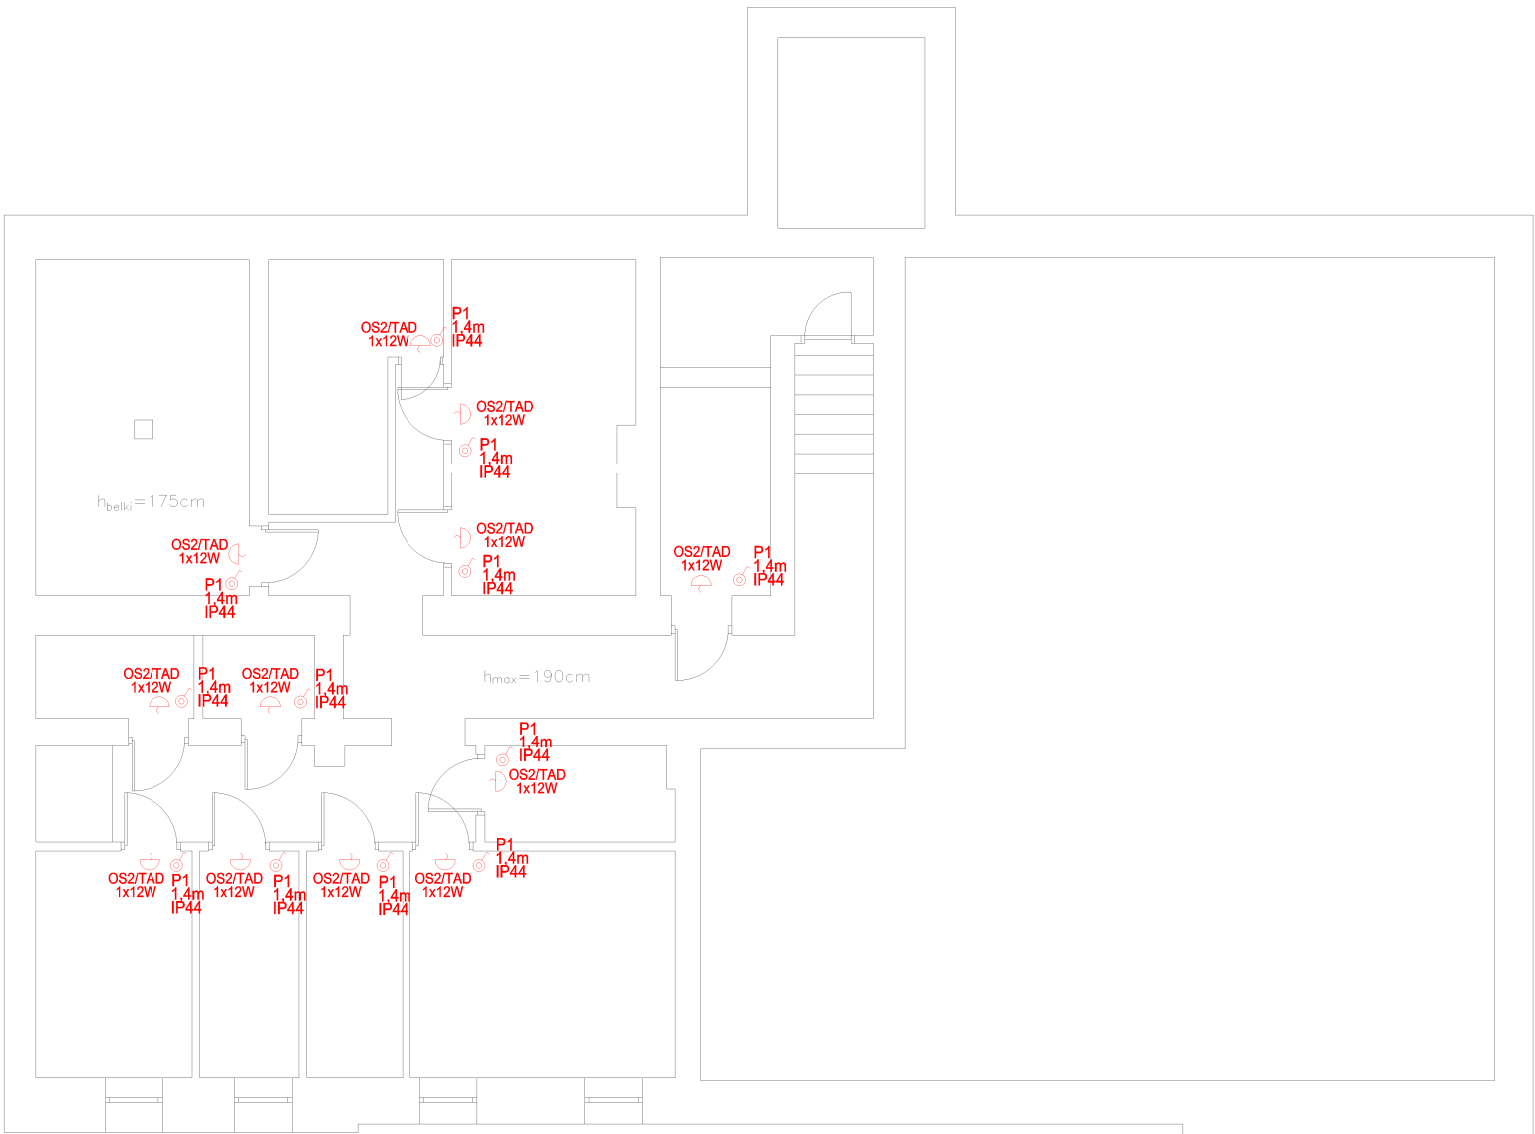 P1
1,4m
IP44
OS2/TAD
1x12W
OS2/TAD
1x12W
P1
1,4m
IP44
hbelki=175cm
OS2/TAD
1x12W
P1
1,4m
IP44
OS2/TAD
1x12W
P1
1,4m
IP44
OS2/TAD
1x12W
P1
1,4m
IP44
OS2/TAD
1x12W
P1
1,4m
IP44
OS2/TAD
1x12W
P1
1,4m
IP44
hmax=190cm
P1
1,4m
IP44
OS2/TAD
1x12W
P1
1,4m
IP44
OS2/TAD
1x12W
P1
1,4m
IP44
OS2/TAD
1x12W
P1
1,4m
IP44
OS2/TAD
1x12W
P1
1,4m
IP44
OS2/TAD
1x12W